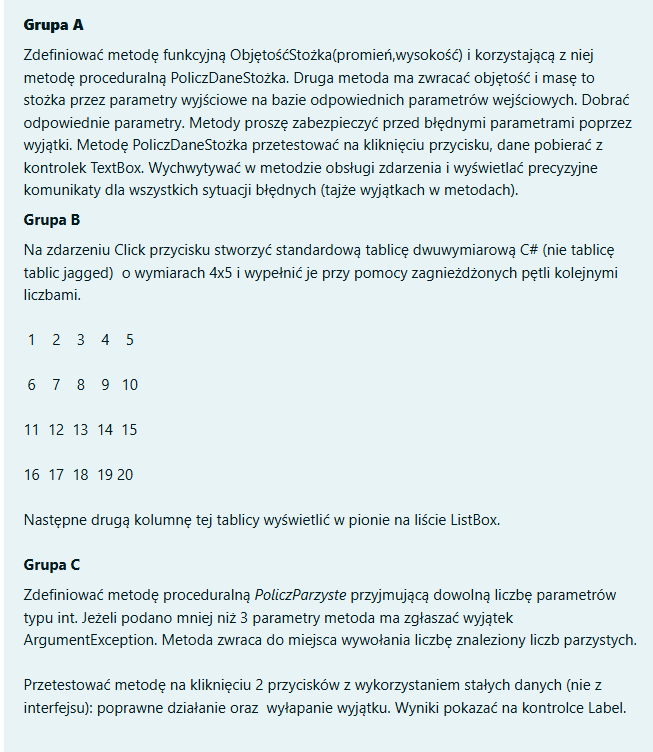 Grupa A
Zdefiniować metodę funkcyjną ObjętośćStożka(promień,wysokość) i korzystającą z niej
metodę proceduralną PoliczDaneStożka. Druga metoda ma zwracać objętość i masę to
stożka przez parametry wyjściowe na bazie odpowiednich parametrów wejściowych. Dobrać
odpowiednie parametry. Metody proszę zabezpieczyć przed błędnymi parametrami poprzez
wyjątki. Metodę PoliczDaneStożka przetestować na kliknięciu przycisku, dane pobierać z
kontrolek TextBox. Wychwytywać w metodzie obsługi zdarzenia i wyświetlać precyzyjne
komunikaty dla wszystkich sytuacji błędnych (tajże wyjątkach w metodach).
Grupa B
Na zdarzeniu Click przycisku stworzyć standardową tablicę dwuwymiarową C# (nie tablicę
tablic jagged)  o wymiarach 4x5 i wypełnić je przy pomocy zagnieżdżonych pętli kolejnymi
liczbami.
1 2 3 4 5
6 7 8 9 10
11 12 13 14 15
16 17 18 19 20
Następne drugą kolumnę tej tablicy wyświetlić w pionie na liście ListBox.
Grupa C
Zdefiniować metodę proceduralną PoliczParzyste przyjmującą dowolną liczbę parametrów
typu int. Jeżeli podano mniej niż 3 parametry metoda ma zgłaszać wyjątek
ArgumentException. Metoda zwraca do miejsca wywołania liczbę znaleziony liczb parzystych.
Przetestować metodę na kliknięciu 2 przycisków z wykorzystaniem stałych danych (nie z
interfejsu): poprawne działanie oraz  wyłapanie wyjątku. Wyniki pokazać na kontrolce Label.